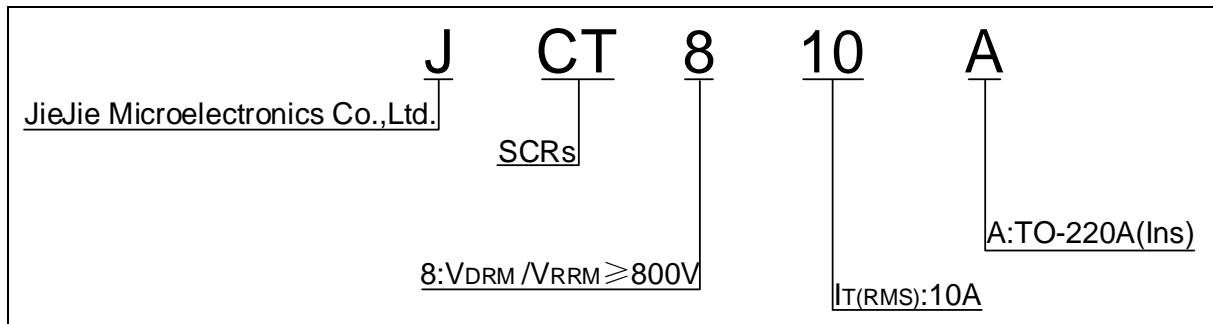 J CT 8 10 A
JieJie Microelectronics Co.,Ltd.
SCRs
A:TO-220A(Ins)
8:VDRM /VRRM≥800V
IT(RMS):10A